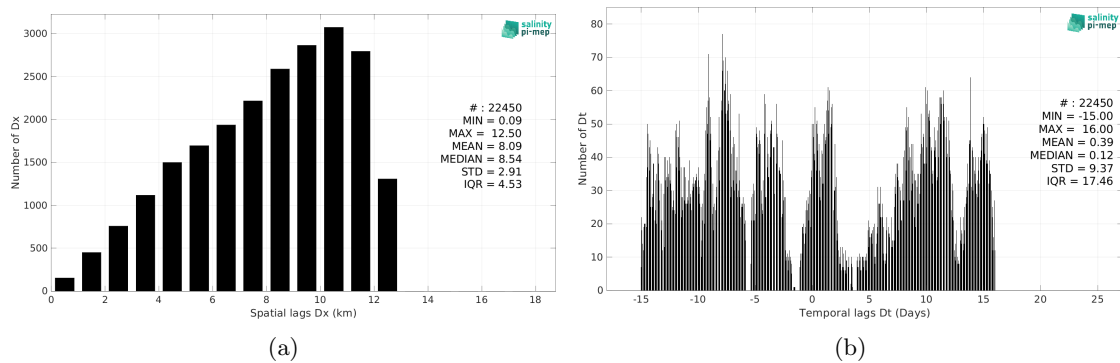 salinity
pi-mep
3000
2500
2000
1500
1000
500
0
Number of Dx
# : 22450
MIN = 0.09
MAX = 12.50
MEAN = 8.09
MEDIAN = 8.54
STD = 2.91
IQR = 4.53
0 2 4 6 8 10 12 14 16 18
Spatial lags Dx (km)
(a)
salinity
pi-mep
80
70
60
50
40
30
20
10
0
Number of Dt
# : 22450
MIN = -15.00
MAX = 16.00
MEAN = 0.39
MEDIAN = 0.12
STD = 9.37
IQR = 17.46
-15 -10 -5 0 5 10 15 20 25
Temporal lags Dt (Days)
(b)